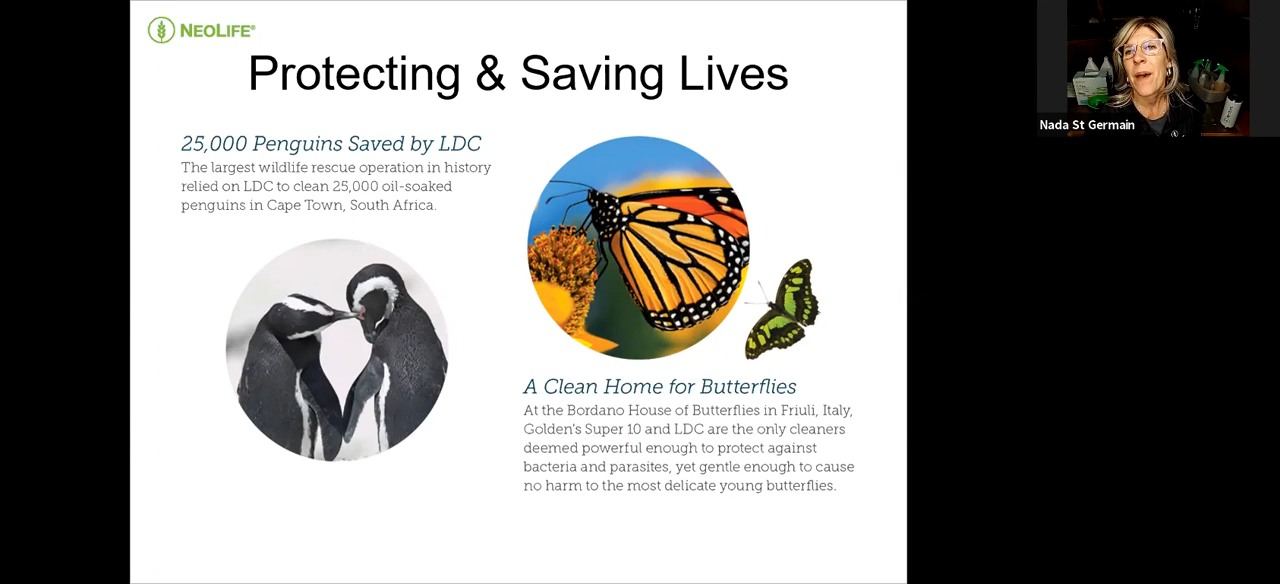 NEOLIFE®
Protecting & Saving Lives
25,000 Penguins Saved by LDC
The largest wildlife rescue operation in history
relied on LDC to clean 25,000 oil-soaked
penguins in Cape Town, South Africa.
A Clean Home for Butterflies
At the Bordano House of Butterflies in Friuli, Italy,
Golden's Super 10 and LDC are the only cleaners
deemed powerful enough to protect against
bacteria and parasites, yet gentle enough to cause
no harm to the most delicate young butterflies.
Nada St Germain